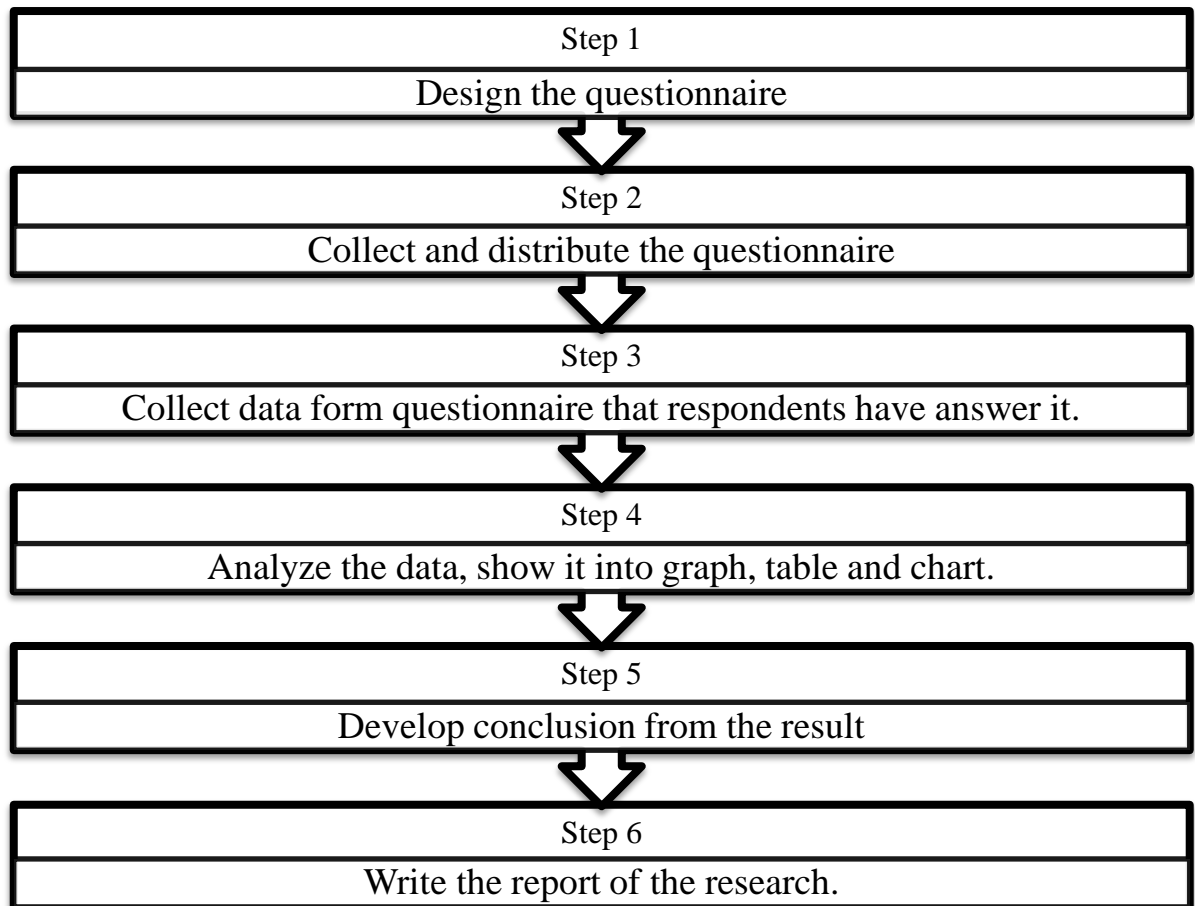 Step 1
Design the questionnaire
Step 2
Collect and distribute the questionnaire
Step 3
Collect data form questionnaire that respondents have answer it.
Step 4
Analyze the data, show it into graph, table and chart.
Step 5
Develop conclusion from the result
Step 6
Write the report of the research.